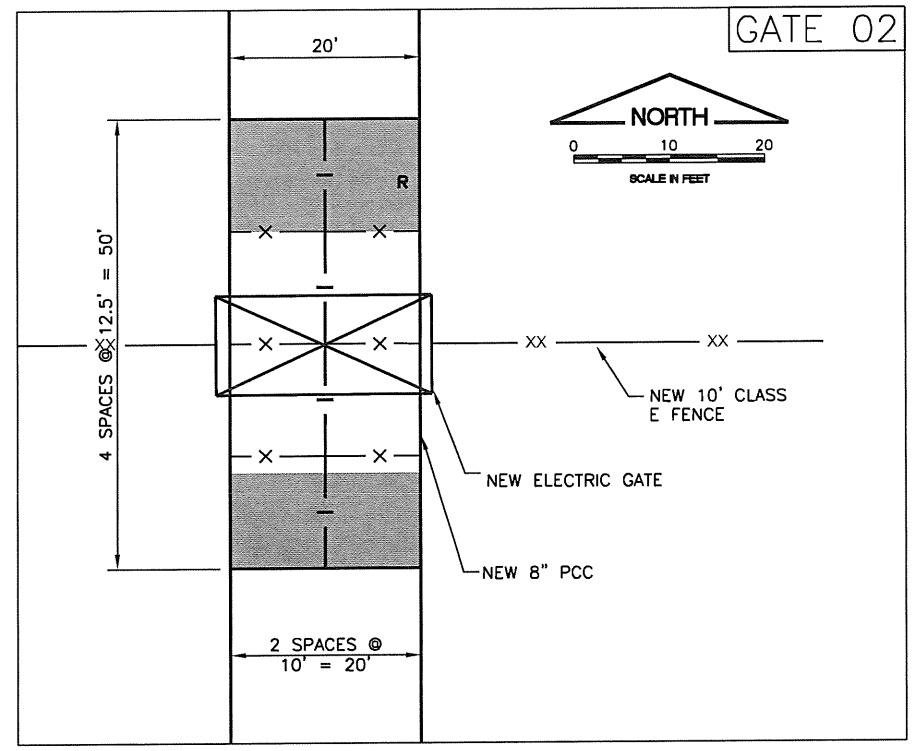 GATE 02
20'
NORTH
0 10 20
SCALE IN FEET
R
4 SPACES @ 12.5' = 50'
X X
XX X X XX XX
NEW 10' CLASS
E FENCE
X X
NEW ELECTRIC GATE
NEW 8" PCC
2 SPACES @
10' = 20'